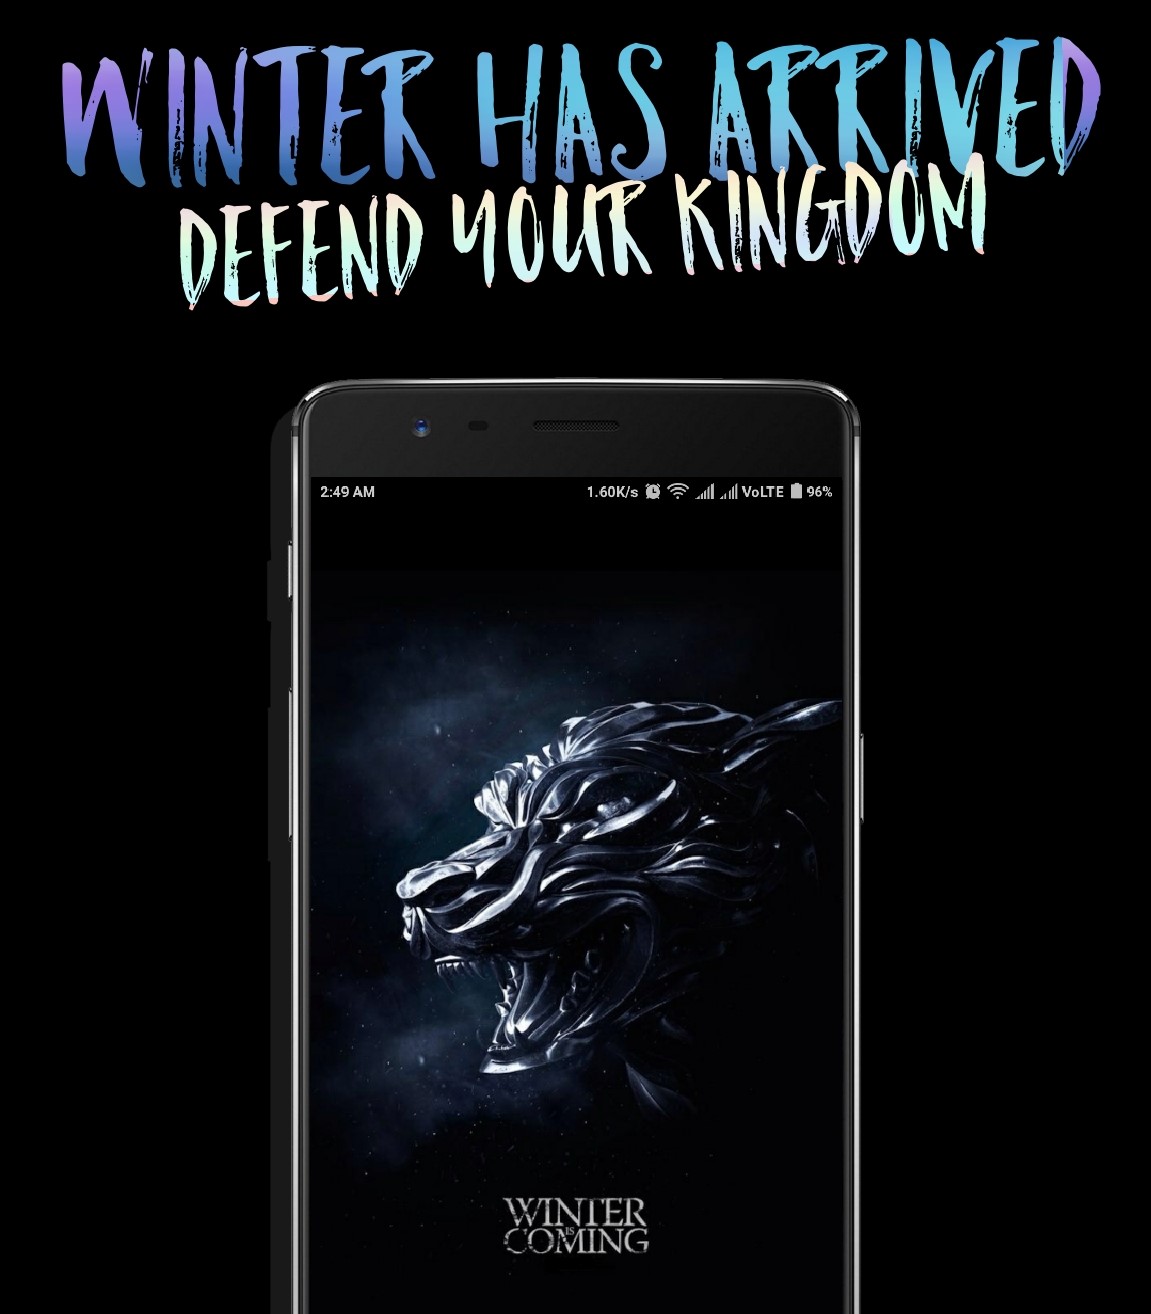 WINTER HAS ARRIVED
DEFEND YOUR KINGDOM
2:49 AM 1.60K/s VoLTE 96%
WINTER
IS
COMING